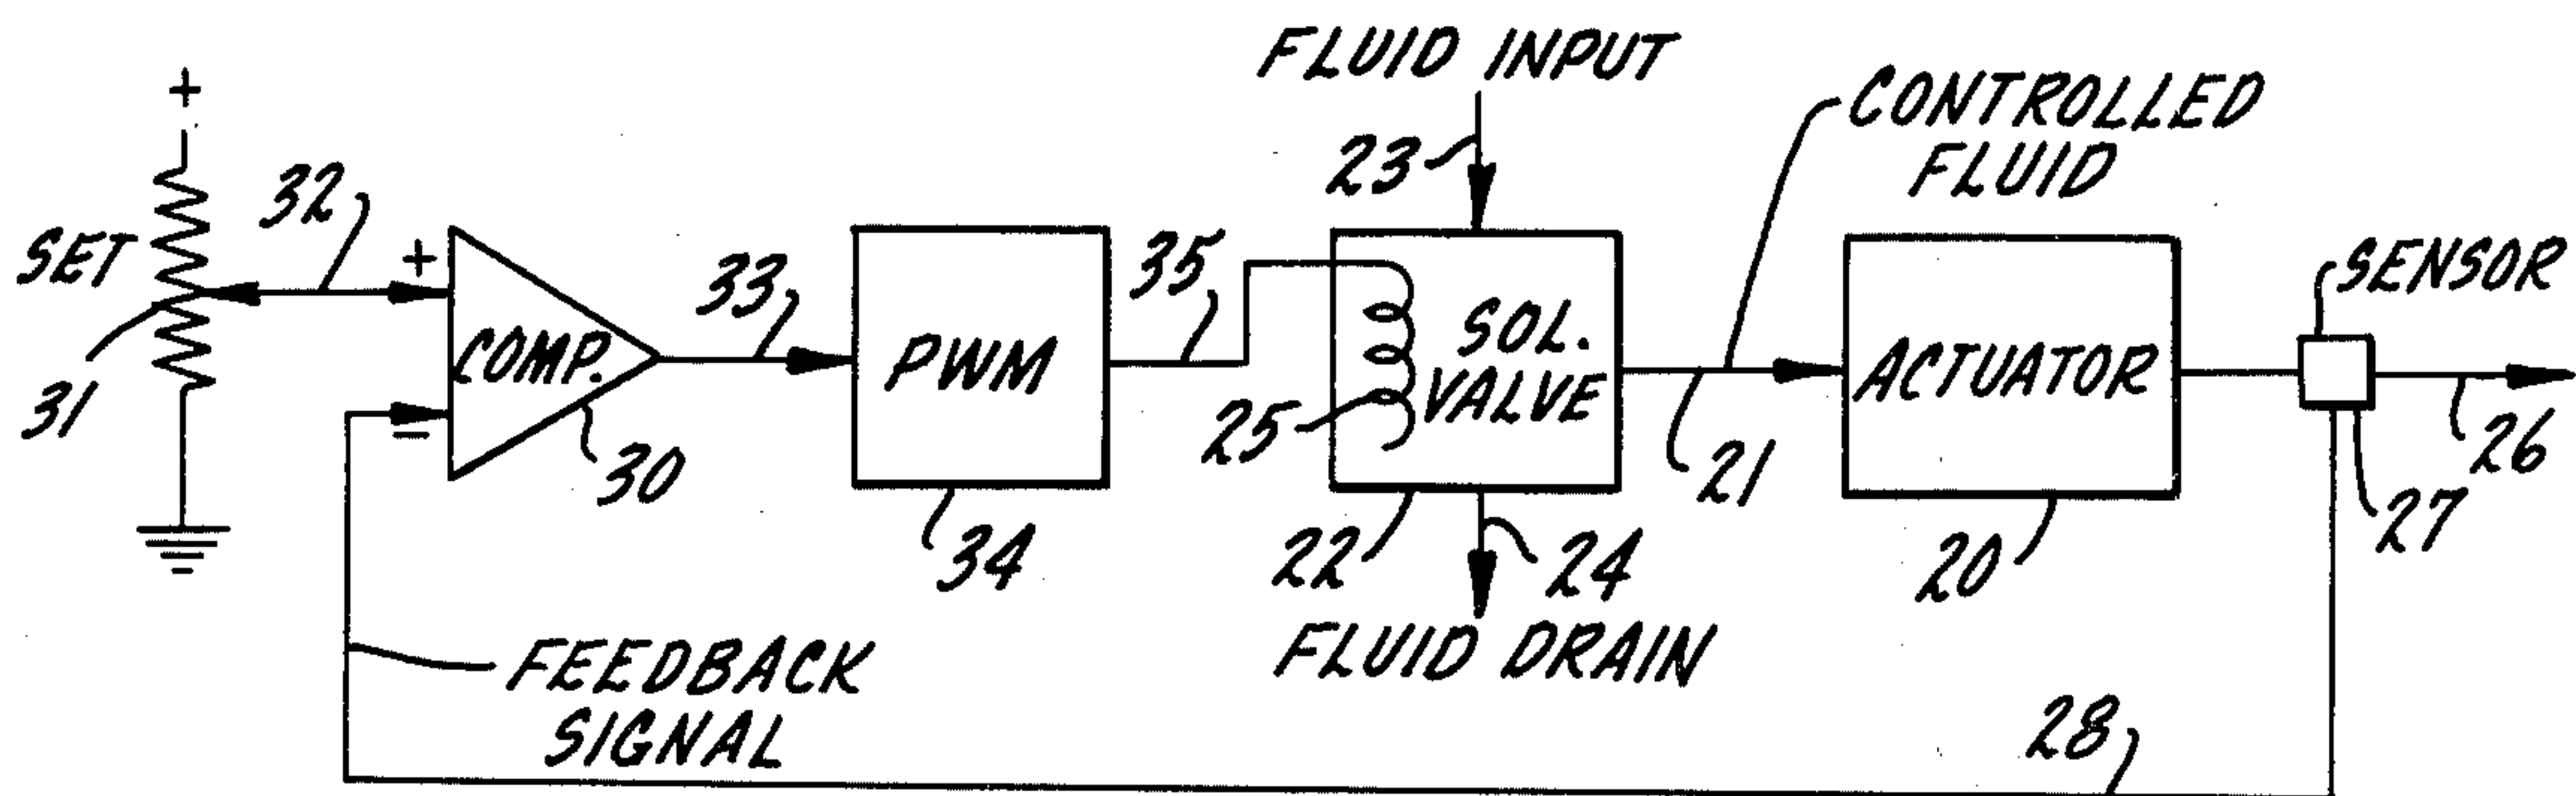 FLUID INPUT
CONTROLLED
FLUID
+
23
32
SET
+
33
35
SENSOR
COMP.
PWM
SOL.
VALVE
ACTUATOR
31
−
30
25
21
26
34
22
24
20
27
FEEDBACK
SIGNAL
FLUID DRAIN
28